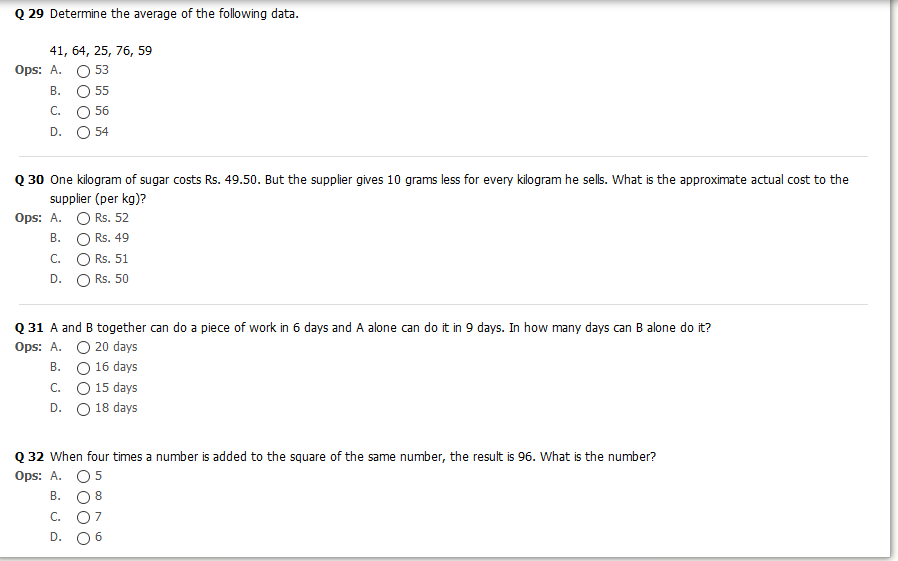 Q 29 Determine the average of the following data.
41, 64, 25, 76, 59
Ops: A. 53
B. 55
C. 56
D. 54
Q 30 One kilogram of sugar costs Rs. 49.50. But the supplier gives 10 grams less for every kilogram he sells. What is the approximate actual cost to the
supplier (per kg)?
Ops: A. Rs. 52
B. Rs. 49
C. Rs. 51
D. Rs. 50
Q 31 A and B together can do a piece of work in 6 days and A alone can do it in 9 days. In how many days can B alone do it?
Ops: A. 20 days
B. 16 days
C. 15 days
D. 18 days
Q 32 When four times a number is added to the square of the same number, the result is 96. What is the number?
Ops: A. 5
B. 8
C. 7
D. 6